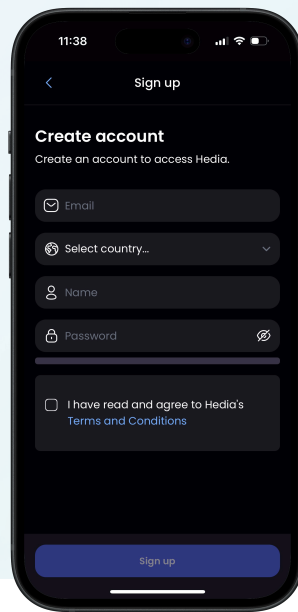 11:38
Sign up
Create account
Create an account to access Hedia.
Email
Select country...
Name
Password
I have read and agree to Hedia's
Terms and Conditions
Sign up